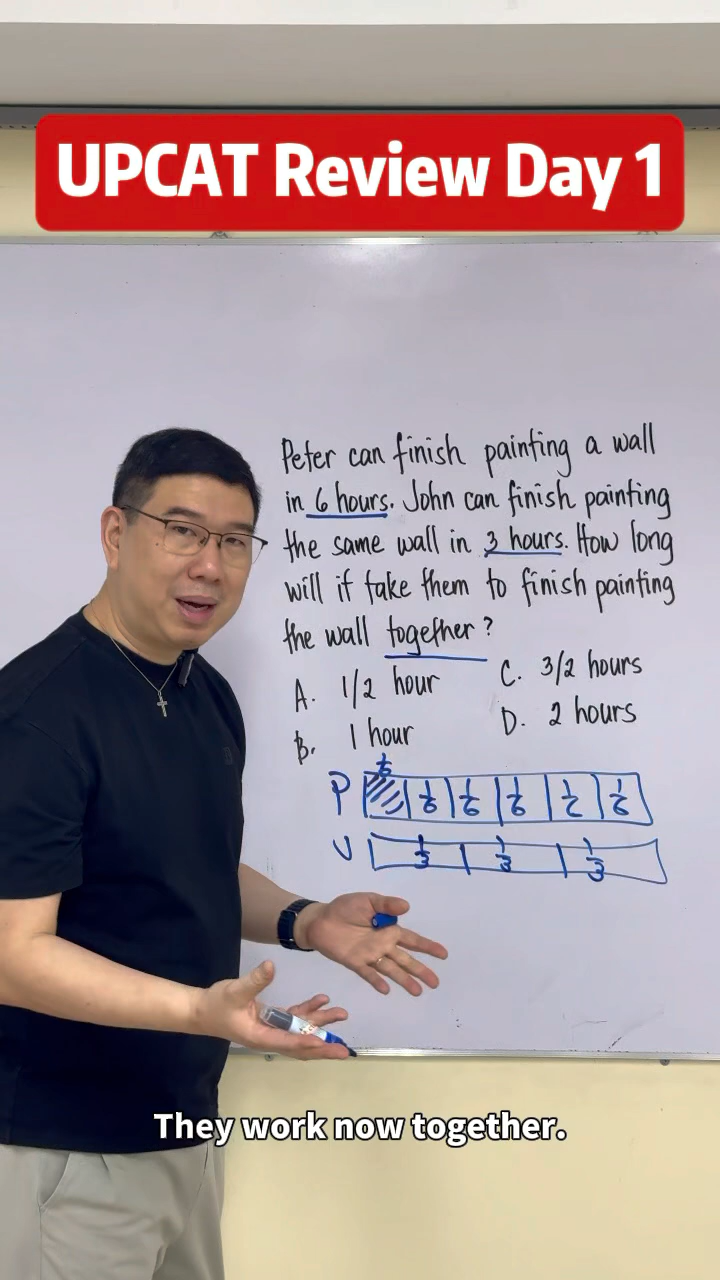 UPCAT Review Day 1
Peter can finish painting a wall
in 6 hours. John can finish painting
the same wall in 3 hours. How long
will it take them to finish painting
the wall together?
A. 1/2 hour
B. 1 hour
C. 3/2 hours
D. 2 hours
P 1/6 1/6 1/6 1/6 1/6 1/6
J 1/3 1/3 1/3
They work now together.